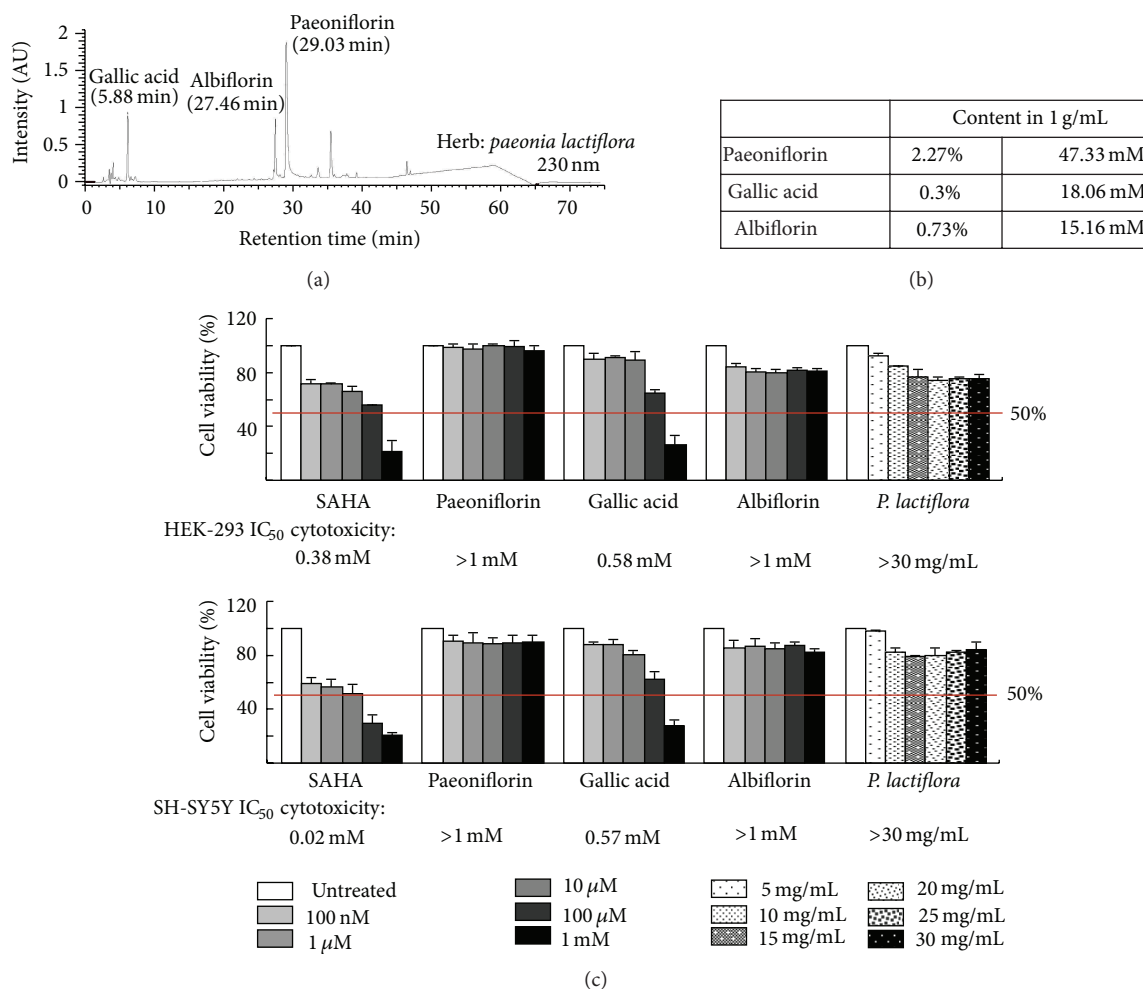 (a)
Intensity (AU)
2
1.5
1
0.5
0
Paeoniflorin
(29.03 min)
Gallic acid
(5.88 min)
Albiflorin
(27.46 min)
Herb: paeonia lactiflora
230 nm
0 10 20 30 40 50 60 70
Retention time (min)
(a)
Content in 1 g/mL
Paeoniflorin 2.27% 47.33 mM
Gallic acid 0.3% 18.06 mM
Albiflorin 0.73% 15.16 mM
(b)
Cell viability (%)
120
80
40
50%
SAHA Paeoniflorin Gallic acid Albiflorin P. lactiflora
HEK-293 IC50 cytotoxicity:
0.38 mM >1 mM 0.58 mM >1 mM >30 mg/mL
Cell viability (%)
120
80
40
50%
SAHA Paeoniflorin Gallic acid Albiflorin P. lactiflora
SH-SY5Y IC50 cytotoxicity:
0.02 mM >1 mM 0.57 mM >1 mM >30 mg/mL
Untreated 10 μM 5 mg/mL 20 mg/mL
100 nM 100 μM 10 mg/mL 25 mg/mL
1 μM 1 mM 15 mg/mL 30 mg/mL
(c)